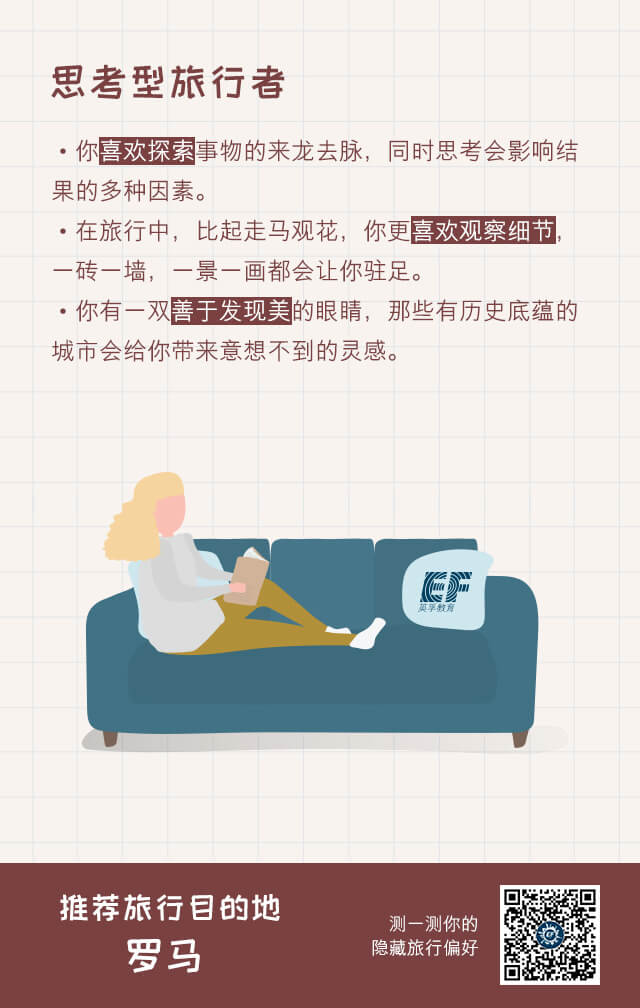 思考型旅行者
•你喜欢探索事物的来龙去脉，同时思考会影响结
果的多种因素。
•在旅行中，比起走马观花，你更喜欢观察细节，
一砖一墙，一景一画都会让你驻足。
•你有一双善于发现美的眼睛，那些有历史底蕴的
城市会给你带来意想不到的灵感。
EF
英孚教育
推荐旅行目的地
罗马
测一测你的
隐藏旅行偏好